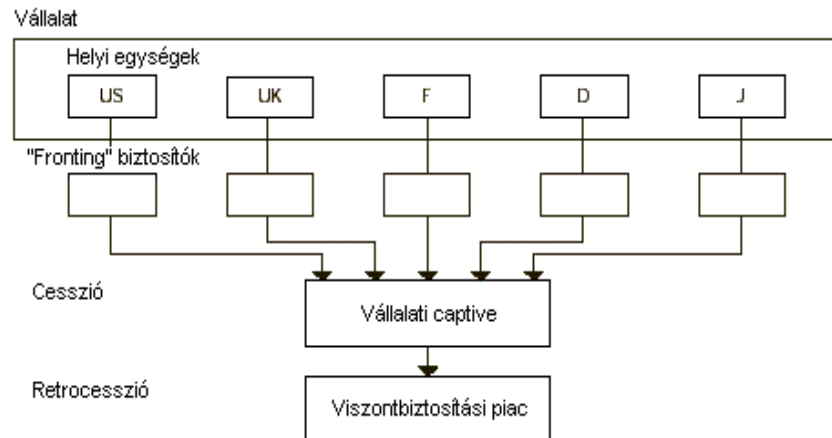 Vállalat
Helyi egységek
US UK F D J
"Fronting" biztosítók
Cesszió
Vállalati captive
Retrocesszió
Viszontbiztosítási piac